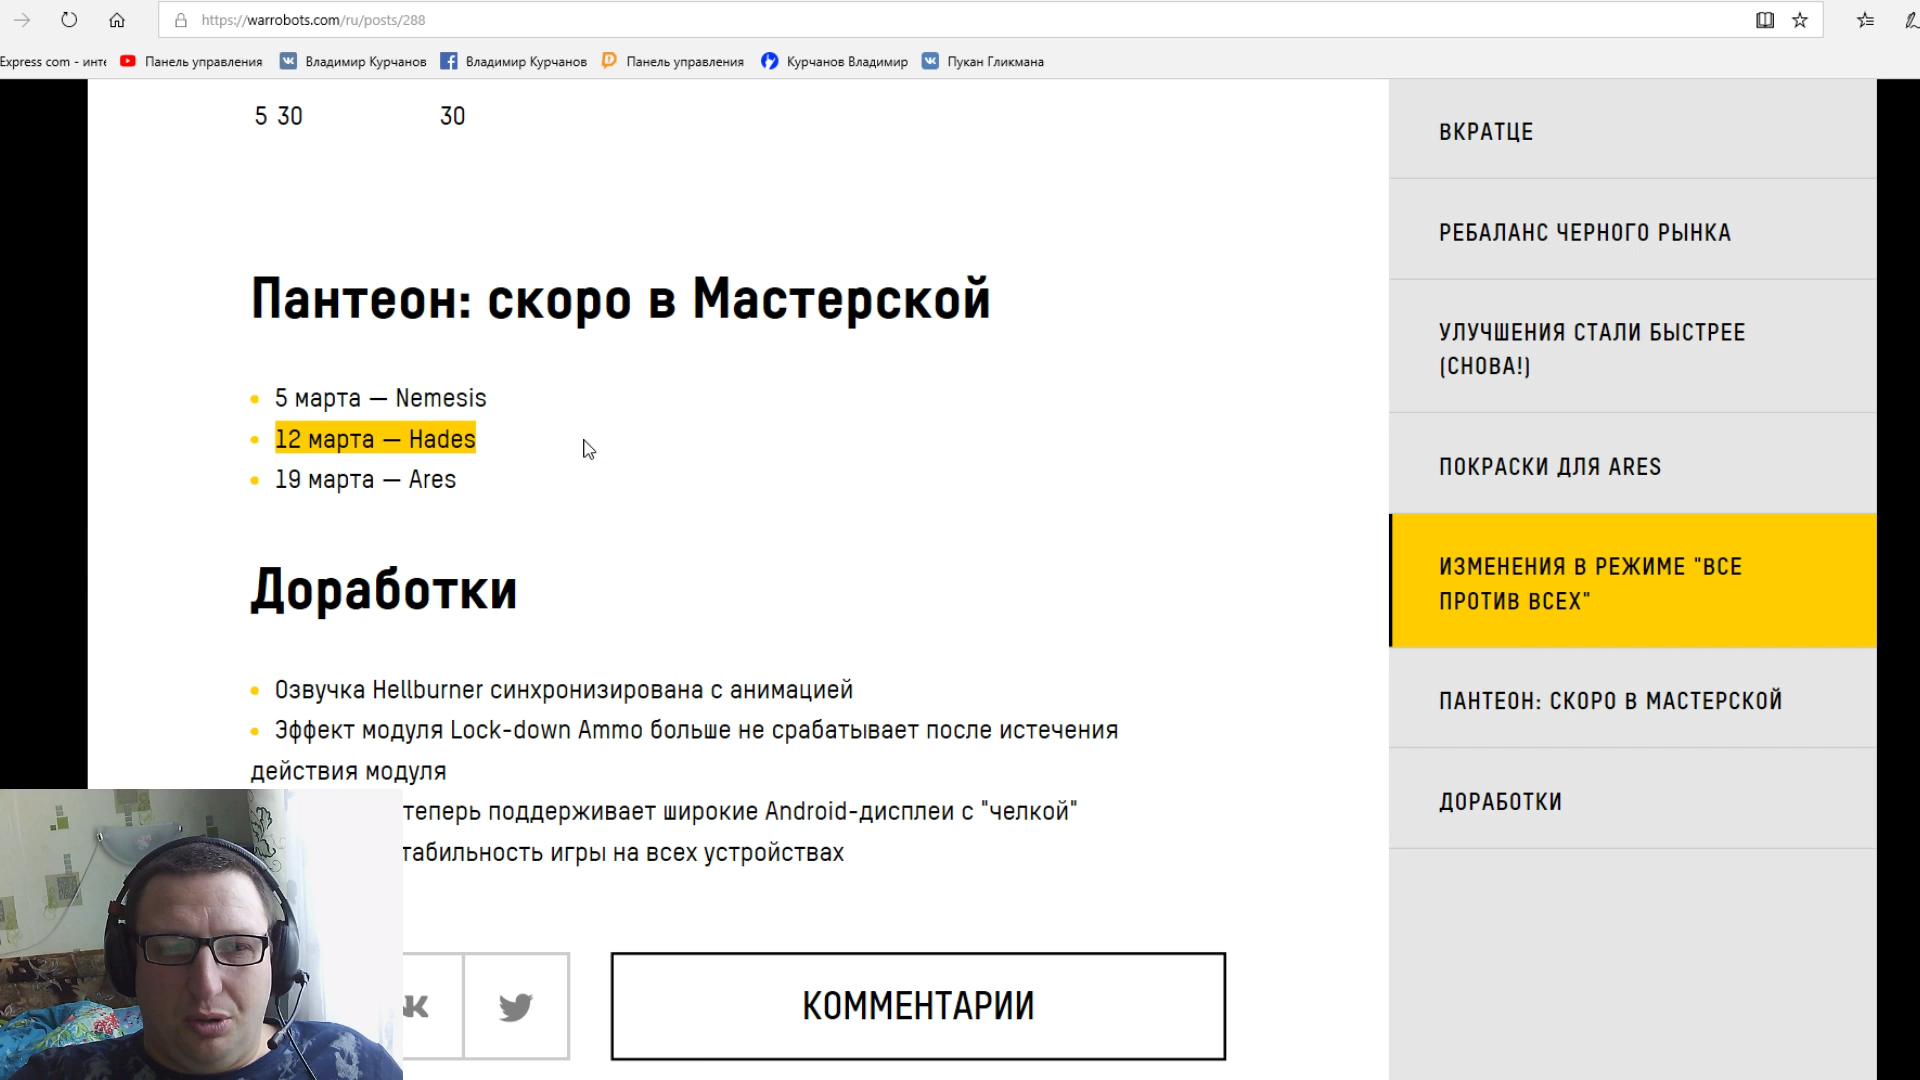 https://warrobots.com/ru/posts/288
Express com - инте Панель управления Владимир Курчанов Владимир Курчанов Панель управления Курчанов Владимир Пукан Гликмана
5 30 30
Пантеон: скоро в Мастерской
5 марта — Nemesis
12 марта — Hades
19 марта — Ares
Доработки
Озвучка Hellburner синхронизирована с анимацией
Эффект модуля Lock-down Ammo больше не срабатывает после истечения
действия модуля
теперь поддерживает широкие Android-дисплеи с "челкой"
табильность игры на всех устройствах
КОММЕНТАРИИ
ВКРАТЦЕ
РЕБАЛАНС ЧЕРНОГО РЫНКА
УЛУЧШЕНИЯ СТАЛИ БЫСТРЕЕ
(СНОВА!)
ПОКРАСКИ ДЛЯ ARES
ИЗМЕНЕНИЯ В РЕЖИМЕ "ВСЕ
ПРОТИВ ВСЕХ"
ПАНТЕОН: СКОРО В МАСТЕРСКОЙ
ДОРАБОТКИ